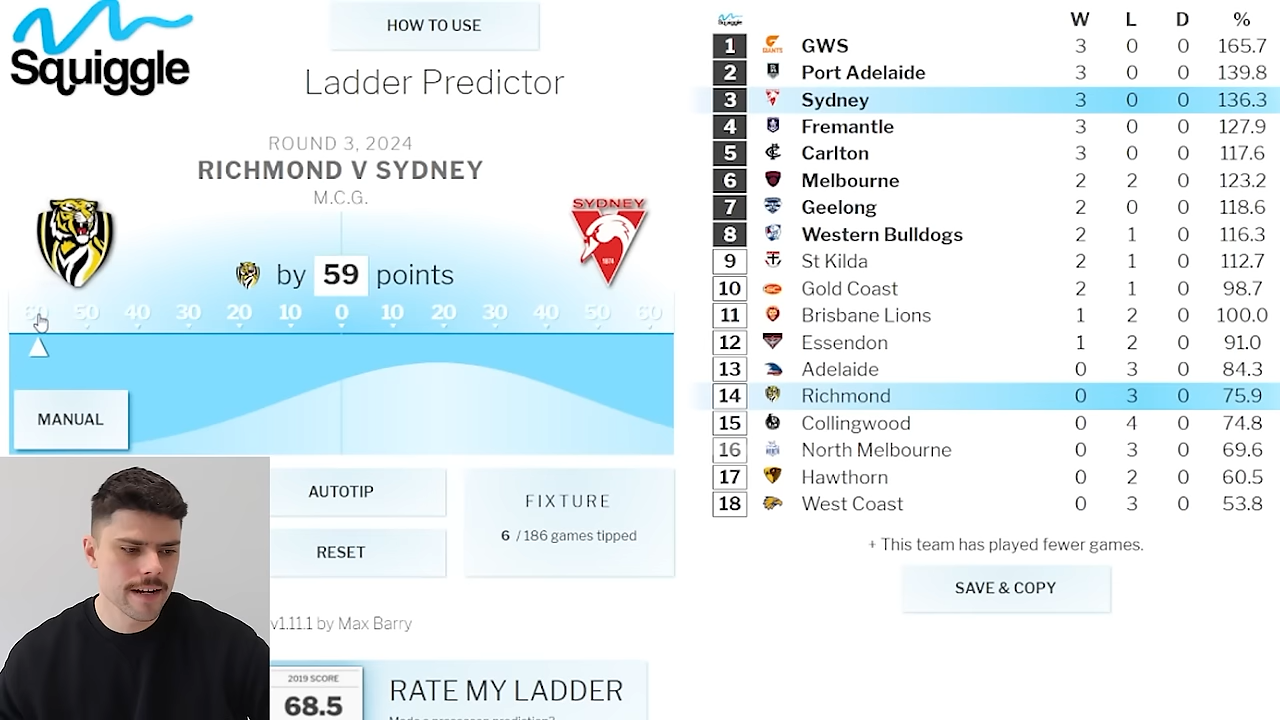 Squiggle
HOW TO USE
Ladder Predictor
ROUND 3, 2024
RICHMOND V SYDNEY
M.C.G.
SYDNEY
by 59 points
60 50 40 30 20 10 0 10 20 30 40 50 60
MANUAL
AUTOTIP
RESET
FIXTURE
6 / 186 games tipped
v1.11.1 by Max Barry
2019 SCORE
68.5
RATE MY LADDER
Squiggle W L D %
1 GWS 3 0 0 165.7
2 Port Adelaide 3 0 0 139.8
3 Sydney 3 0 0 136.3
4 Fremantle 3 0 0 127.9
5 Carlton 3 0 0 117.6
6 Melbourne 2 2 0 123.2
7 Geelong 2 0 0 118.6
8 Western Bulldogs 2 1 0 116.3
9 St Kilda 2 1 0 112.7
10 Gold Coast 2 1 0 98.7
11 Brisbane Lions 1 2 0 100.0
12 Essendon 1 2 0 91.0
13 Adelaide 0 3 0 84.3
14 Richmond 0 3 0 75.9
15 Collingwood 0 4 0 74.8
16 North Melbourne 0 3 0 69.6
17 Hawthorn 0 2 0 60.5
18 West Coast 0 3 0 53.8
+ This team has played fewer games.
SAVE & COPY